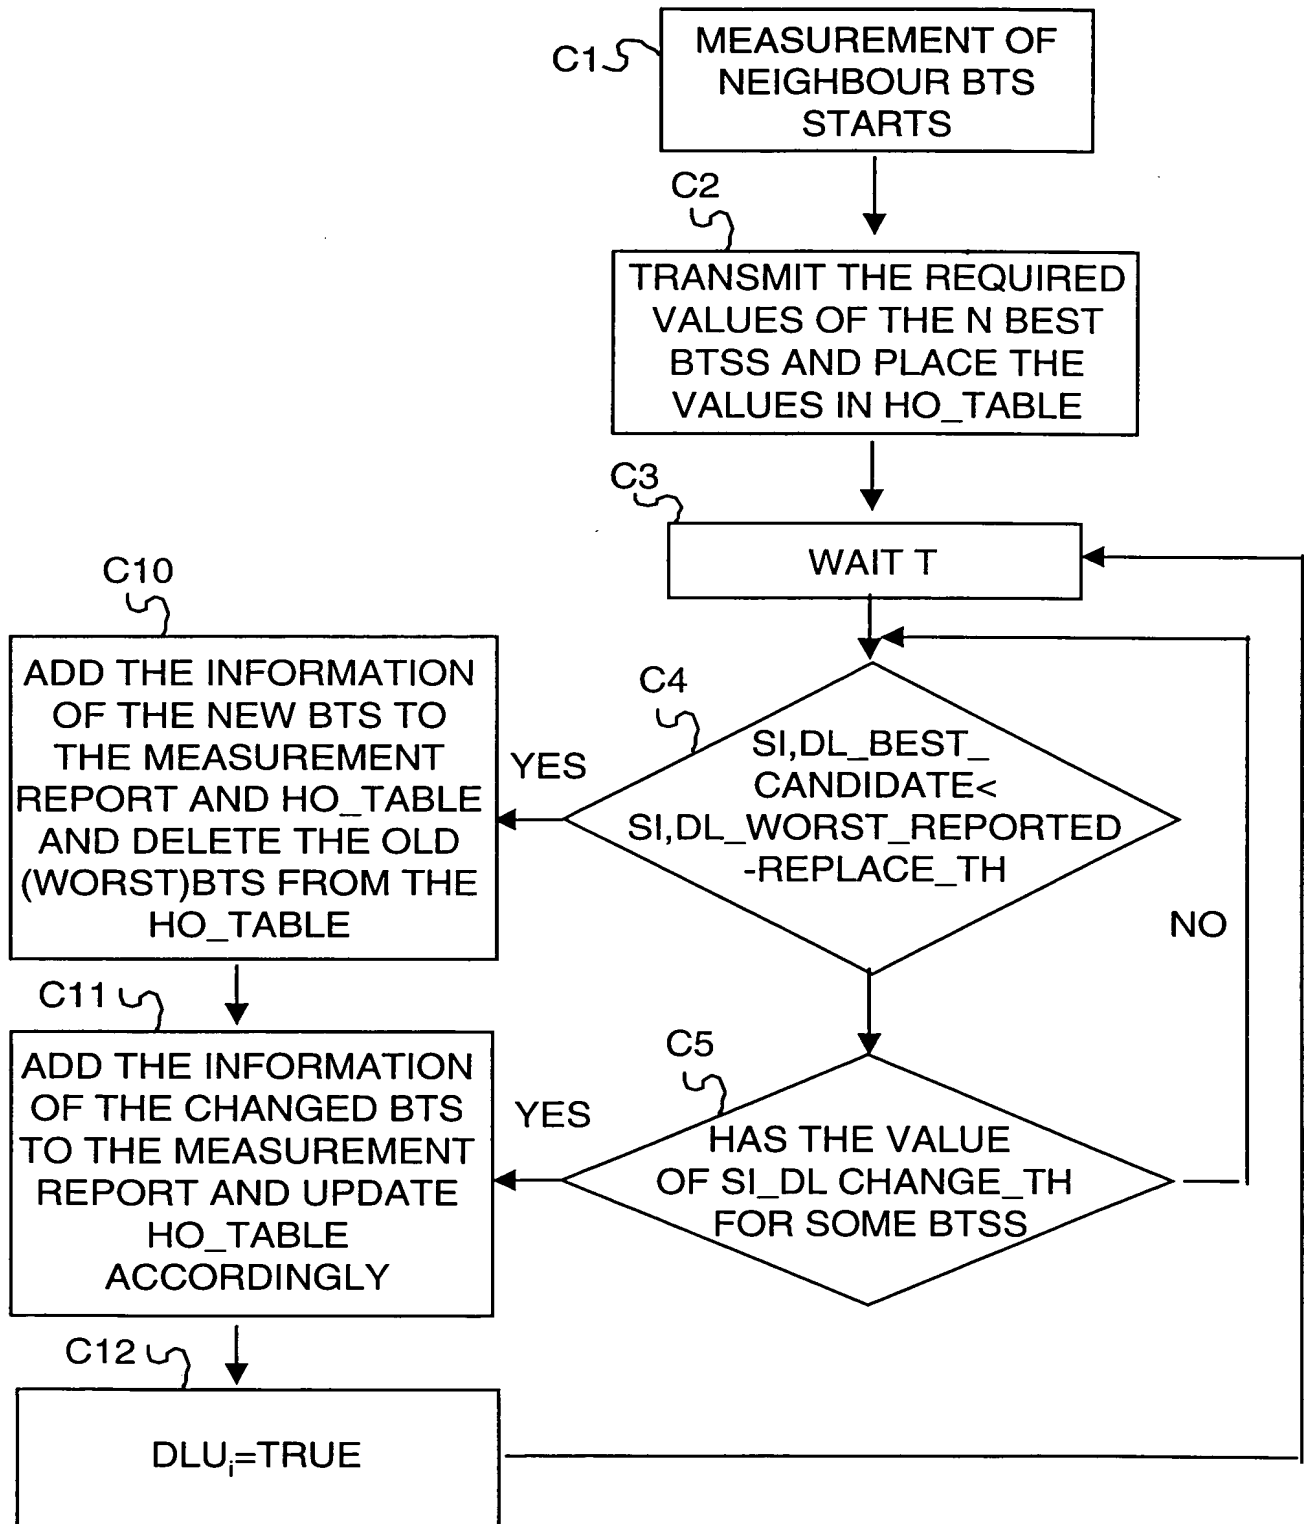 C1
MEASUREMENT OF
NEIGHBOUR BTS
STARTS
C2
TRANSMIT THE REQUIRED
VALUES OF THE N BEST
BTSS AND PLACE THE
VALUES IN HO_TABLE
C3
WAIT T
C10
ADD THE INFORMATION
OF THE NEW BTS TO
THE MEASUREMENT
REPORT AND HO_TABLE
AND DELETE THE OLD
(WORST)BTS FROM THE
HO_TABLE
YES
C4
SI,DL_BEST_
CANDIDATE<
SI,DL_WORST_REPORTED
-REPLACE_TH
NO
C11
ADD THE INFORMATION
OF THE CHANGED BTS
TO THE MEASUREMENT
REPORT AND UPDATE
HO_TABLE
ACCORDINGLY
YES
C5
HAS THE VALUE
OF SI_DL CHANGE_TH
FOR SOME BTSS
C12
DLUi=TRUE